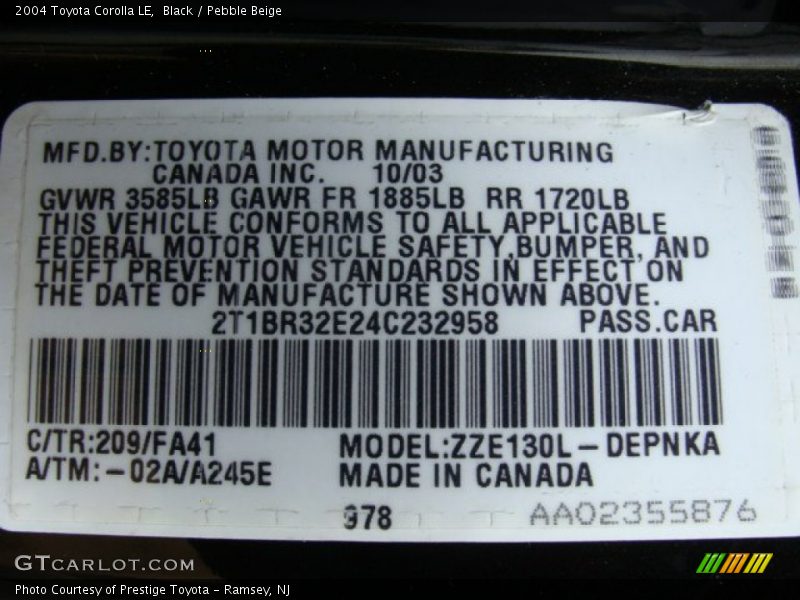 2004 Toyota Corolla LE,  Black / Pebble Beige
MFD.BY:TOYOTA MOTOR MANUFACTURING
CANADA INC.    10/03
GVWR 3585LB GAWR FR 1885LB  RR 1720LB
THIS VEHICLE CONFORMS TO ALL APPLICABLE
FEDERAL MOTOR VEHICLE SAFETY,BUMPER, AND
THEFT PREVENTION STANDARDS IN EFFECT ON
THE DATE OF MANUFACTURE SHOWN ABOVE.
2T1BR32E24C232958    PASS.CAR
C/TR:209/FA41    MODEL:ZZE130L-DEPNKA
A/TM:-02A/A245E    MADE IN CANADA
978    AA02355876
GTCARLOT.COM
Photo Courtesy of Prestige Toyota - Ramsey, NJ